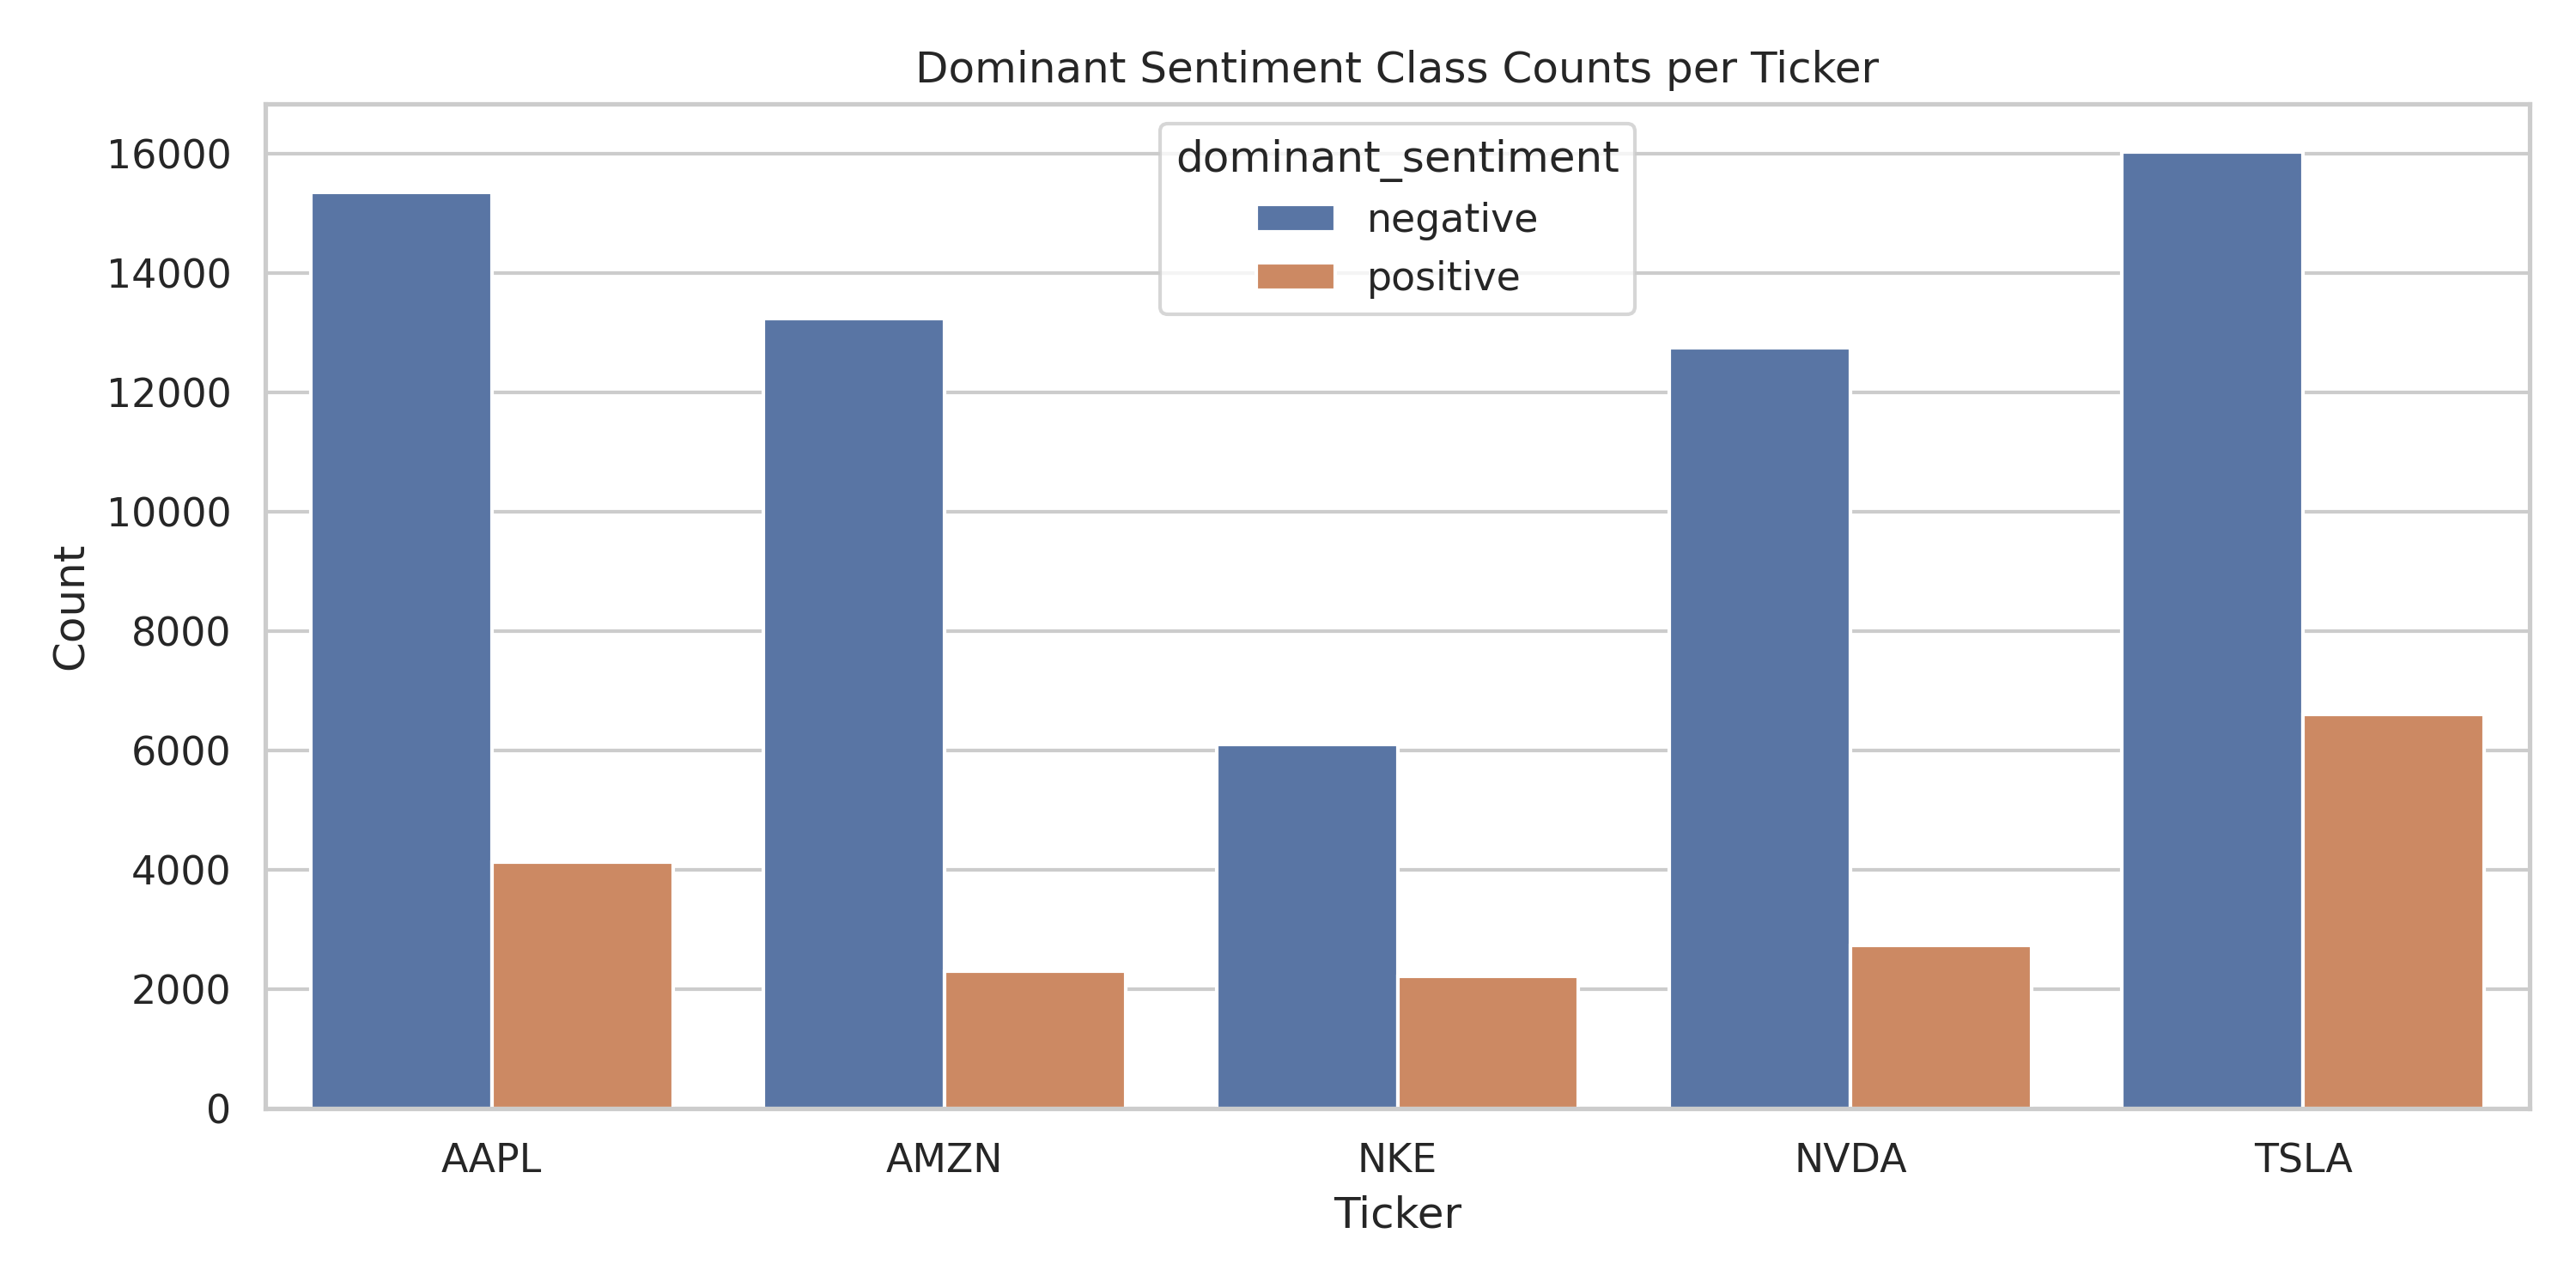 Dominant Sentiment Class Counts per Ticker
dominant_sentiment
negative
positive
16000
14000
12000
10000
8000
6000
4000
2000
0
Count
AAPL
AMZN
NKE
NVDA
TSLA
Ticker